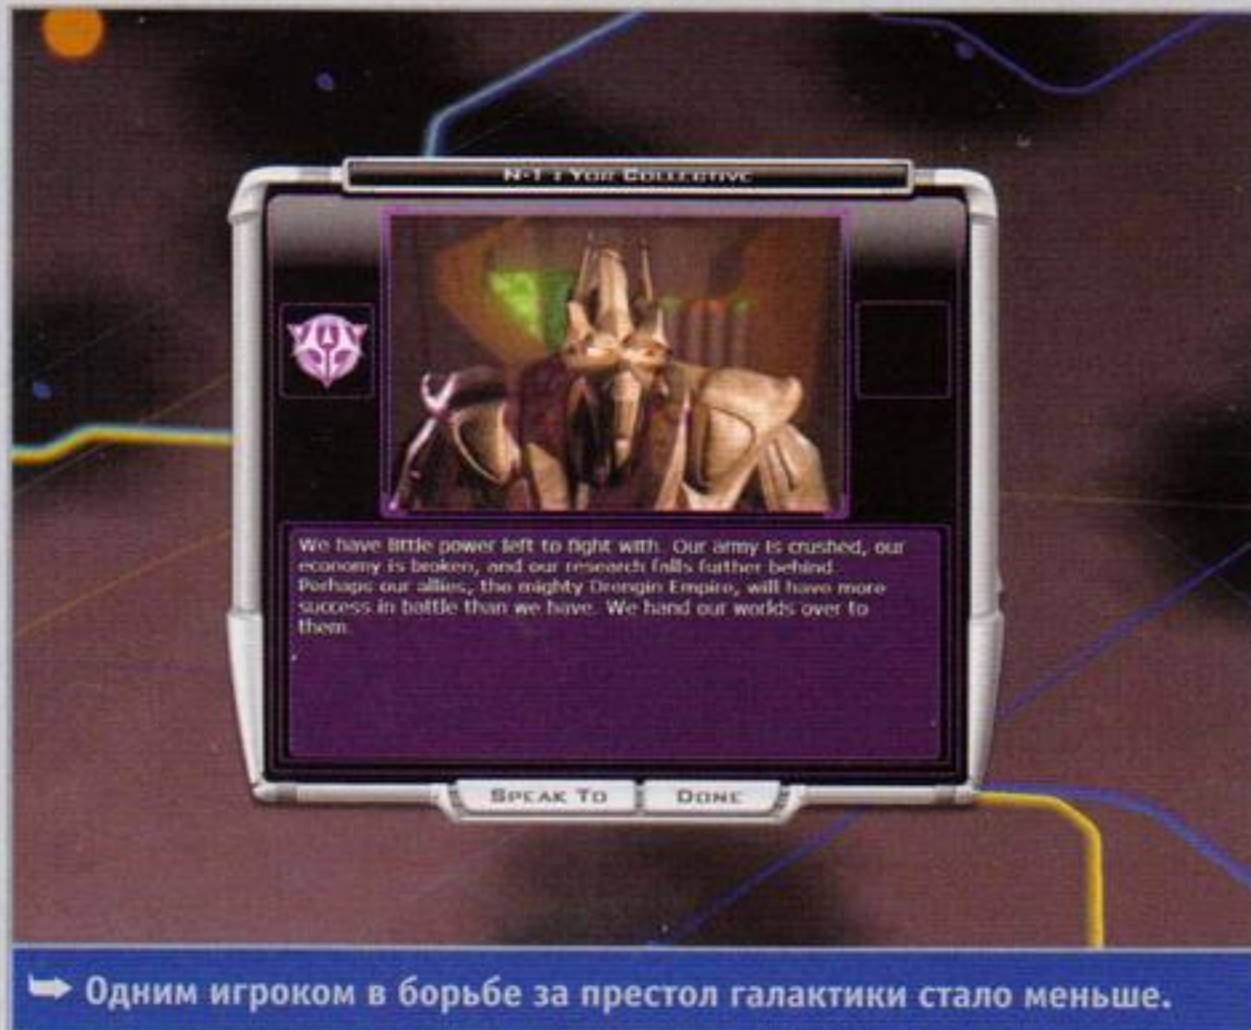 N-1 : Yor Collective
We have little power left to fight with. Our army is crushed, our
economy is broken, and our research falls further behind.
Perhaps our allies, the mighty Drengin Empire, will have more
success in battle than we have. We hand our worlds over to
them.
Speak To
Done
Одним игроком в борьбе за престол галактики стало меньше.